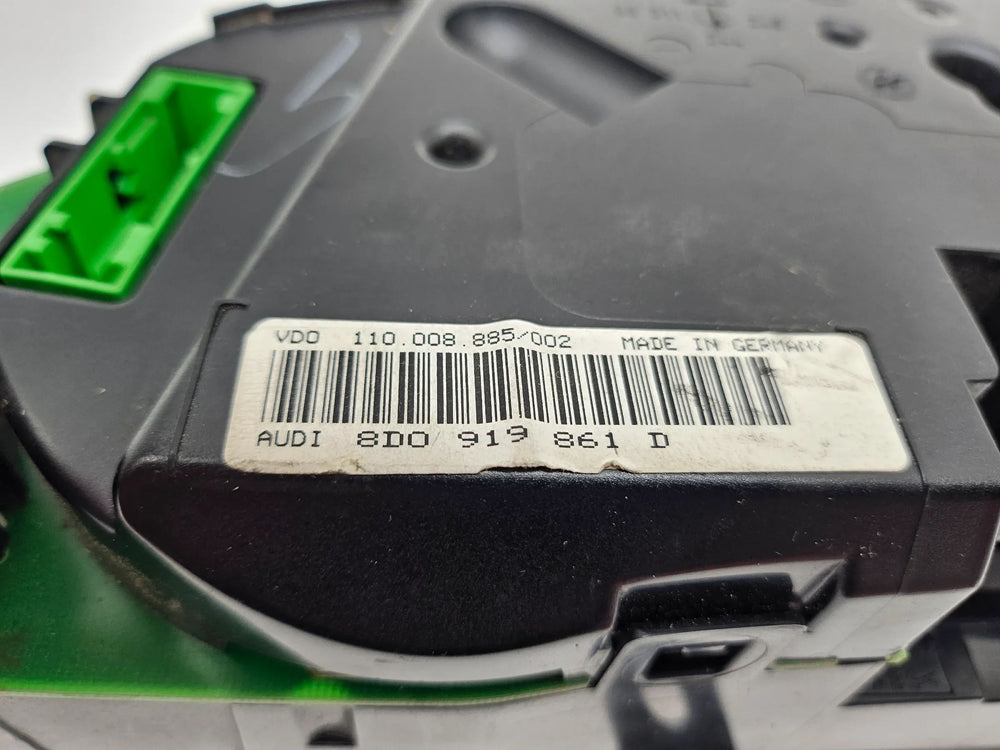 VDO 110.008.885/002 MADE IN GERMANY
AUDI 8D0 919 861 D